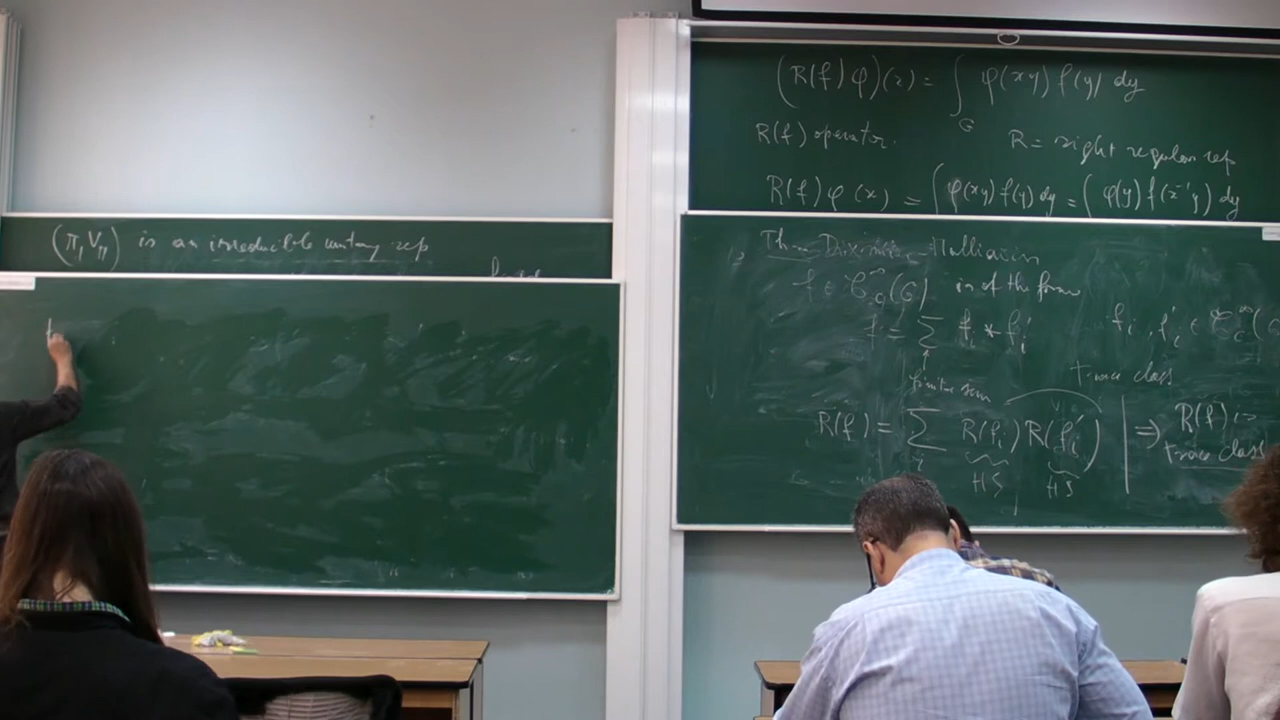 (π, V_π) is an irreducible unitary rep
(R(f) φ)(x) = ∫_G φ(xy) f(y) dy
R(f) operator.
R = right regular rep
R(f) φ (x) = ∫ φ(xy) f(y) dy = ∫ φ(y) f(x⁻¹y) dy
Thm Dixmier-Malliavin
f ∈ C_c^∞(G) is of the form
f = Σ_i f_i * f_i' f_i, f_i' ∈ C_c^∞(G
finite sum
trace class
R(f) = Σ_i R(f_i) R(f_i') ⇒ R(f) is
HS HS
trace class